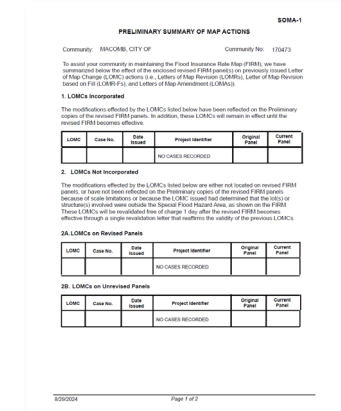 SOMA-1
PRELIMINARY SUMMARY OF MAP ACTIONS
Community: MACOMB, CITY OF Community No: 170473
To assist your community in maintaining the Flood Insurance Rate Map (FIRM), we have
summarized below the effect of the enclosed revised FIRM panel(s) on previously issued Letter
of Map Change (LOMC) actions (i.e., Letters of Map Revision (LOMRs), Letter of Map Revision
based on Fill (LOMR-Fs), and Letters of Map Amendment (LOMAs)).
1. LOMCs Incorporated
The modifications effected by the LOMCs listed below have been reflected on the Preliminary
copies of the revised FIRM panels. In addition, these LOMCs will remain in effect until the
revised FIRM becomes effective.
LOMC Case No. Date Issued Project Identifier Original Panel Current Panel
NO CASES RECORDED
2. LOMCs Not Incorporated
The modifications effected by the LOMCs listed below are either not located on revised FIRM
panels, or have not been reflected on the Preliminary copies of the revised FIRM panels
because of scale limitations or because the LOMC issued had determined that the lot(s) or
structure(s) involved were outside the Special Flood Hazard Area, as shown on the FIRM.
These LOMCs will be revalidated free of charge 1 day after the revised FIRM becomes
effective through a single revalidation letter that reaffirms the validity of the previous LOMCs.
2A. LOMCs on Revised Panels
LOMC Case No. Date Issued Project Identifier Original Panel Current Panel
NO CASES RECORDED
2B. LOMCs on Unrevised Panels
LOMC Case No. Date Issued Project Identifier Original Panel Current Panel
NO CASES RECORDED
8/29/2024 Page 1 of 2